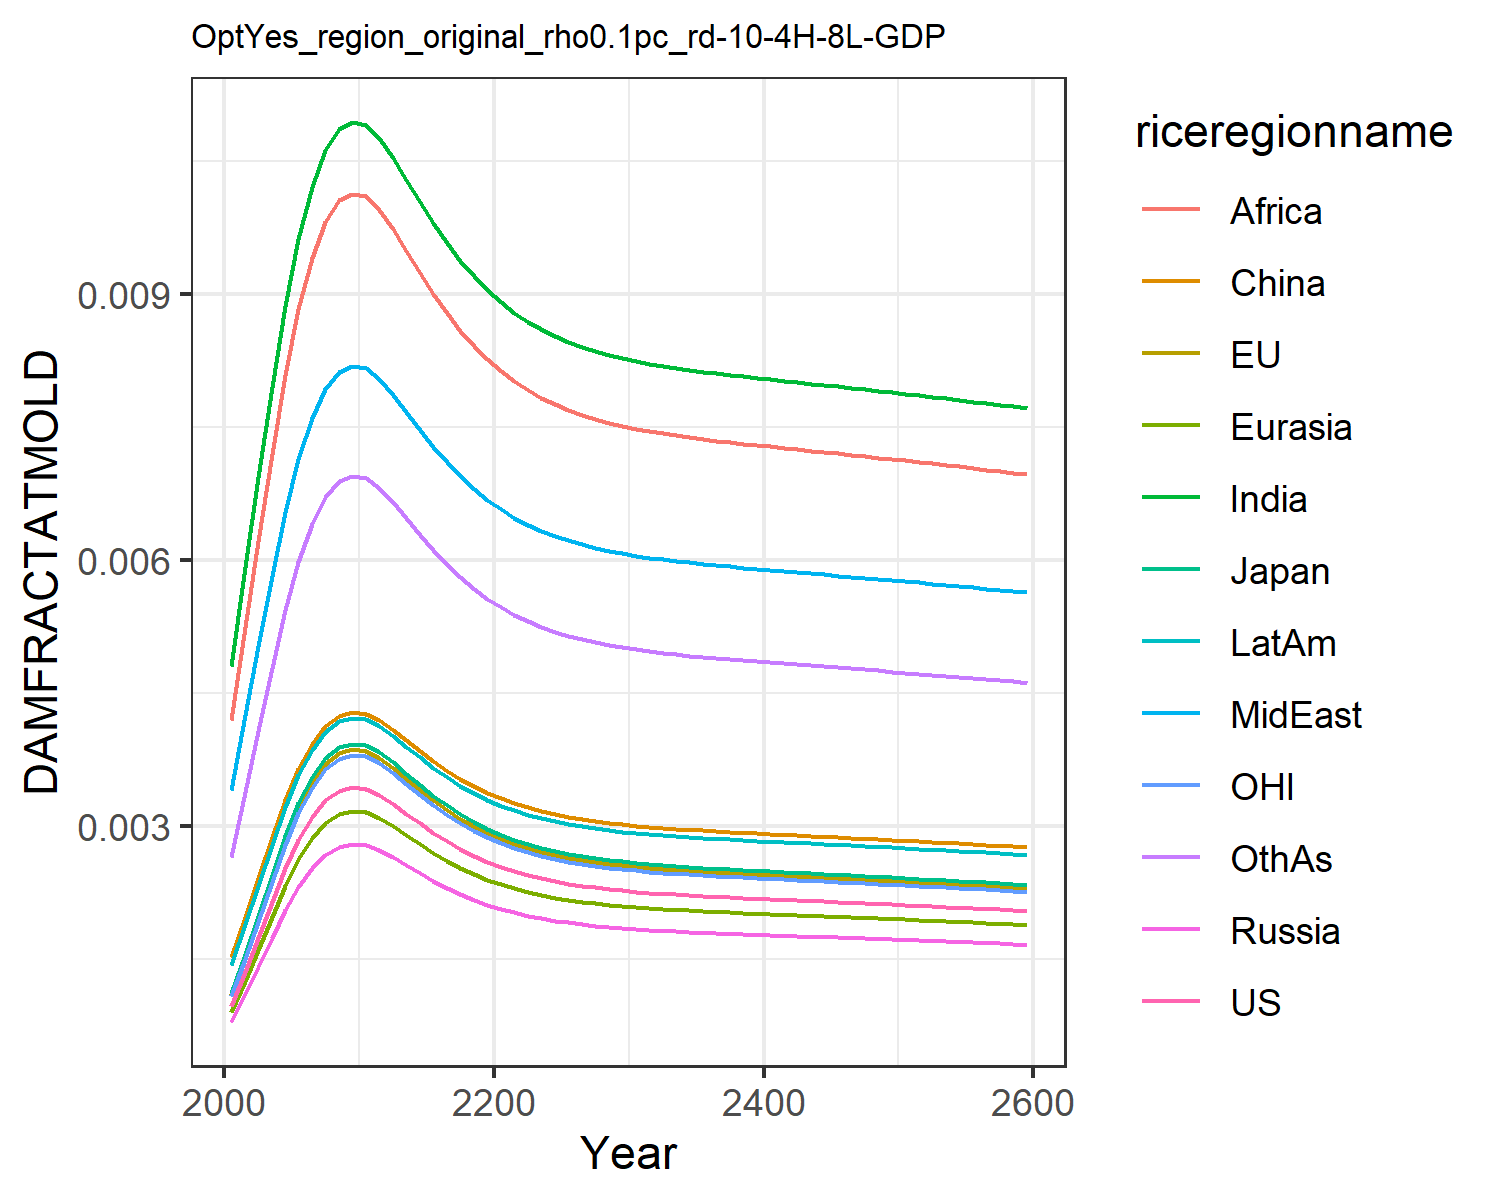 OptYes_region_original_rho0.1pc_rd-10-4H-8L-GDP
DAMFRACTATMOLD
0.009
0.006
0.003
2000 2200 2400 2600
Year
riceregionname
Africa
China
EU
Eurasia
India
Japan
LatAm
MidEast
OHI
OthAs
Russia
US